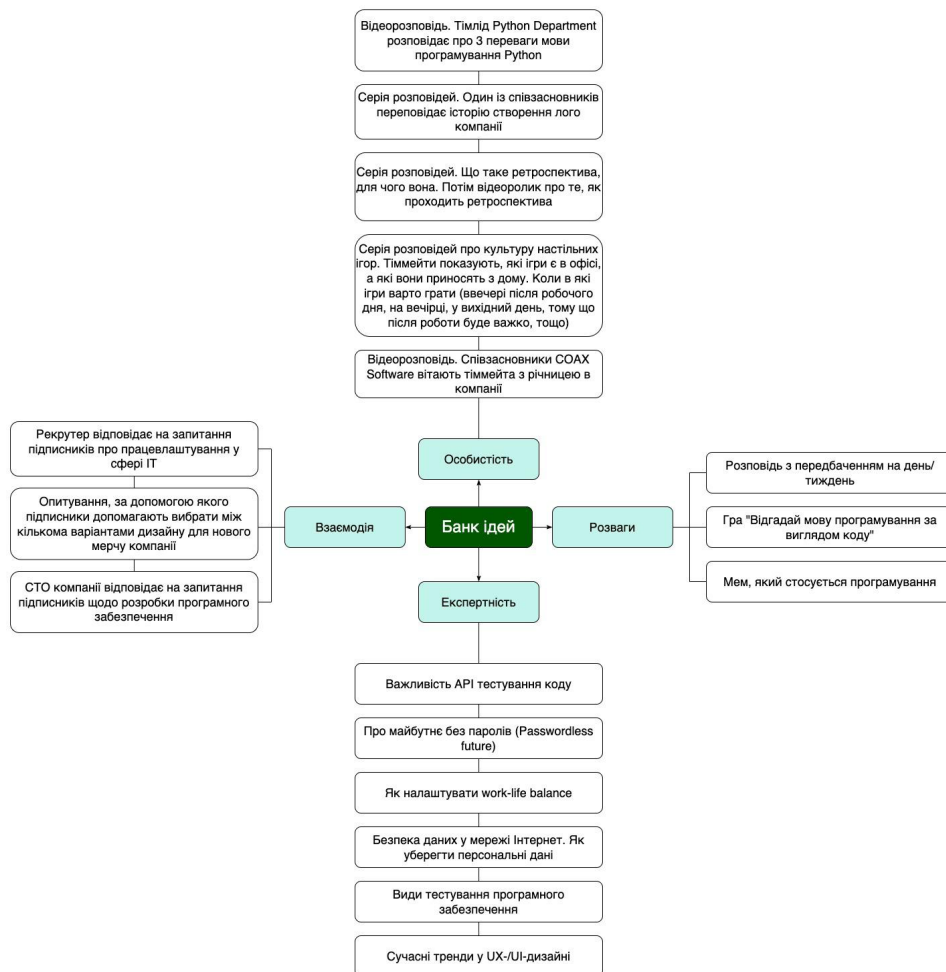 Відеорозповідь. Тімлід Python Department
розповідає про 3 переваги мови
програмування Python
Серія розповідей. Один із співзасновників
переповідає історію створення лого
компанії
Серія розповідей. Що таке ретроспектива,
для чого вона. Потім відеоролик про те, як
проходить ретроспектива
Серія розповідей про культуру настільних
ігор. Тіммейти показують, які ігри є в офісі,
а які вони приносять з дому. Коли в які
ігри варто грати (ввечері після робочого
дня, на вечірці, у вихідний день, тому що
після роботи буде важко, тощо)
Відеорозповідь. Співзасновники COAX
Software вітають тіммейта з річницею в
компанії
Особистість
Рекрутер відповідає на запитання
підписників про працевлаштування у
сфері ІТ
Опитування, за допомогою якого
підписники допомагають вибрати між
кількома варіантами дизайну для нового
мерчу компанії
СТО компанії відповідає на запитання
підписників щодо розробки програмного
забезпечення
Взаємодія
Банк ідей
Розваги
Розповідь з передбаченням на день/
тиждень
Гра "Відгадай мову програмування за
виглядом коду"
Мем, який стосується програмування
Експертність
Важливість API тестування коду
Про майбутнє без паролів (Passwordless
future)
Як налаштувати work-life balance
Безпека даних у мережі Інтернет. Як
уберегти персональні дані
Види тестування програмного
забезпечення
Сучасні тренди у UX-/UI-дизайні